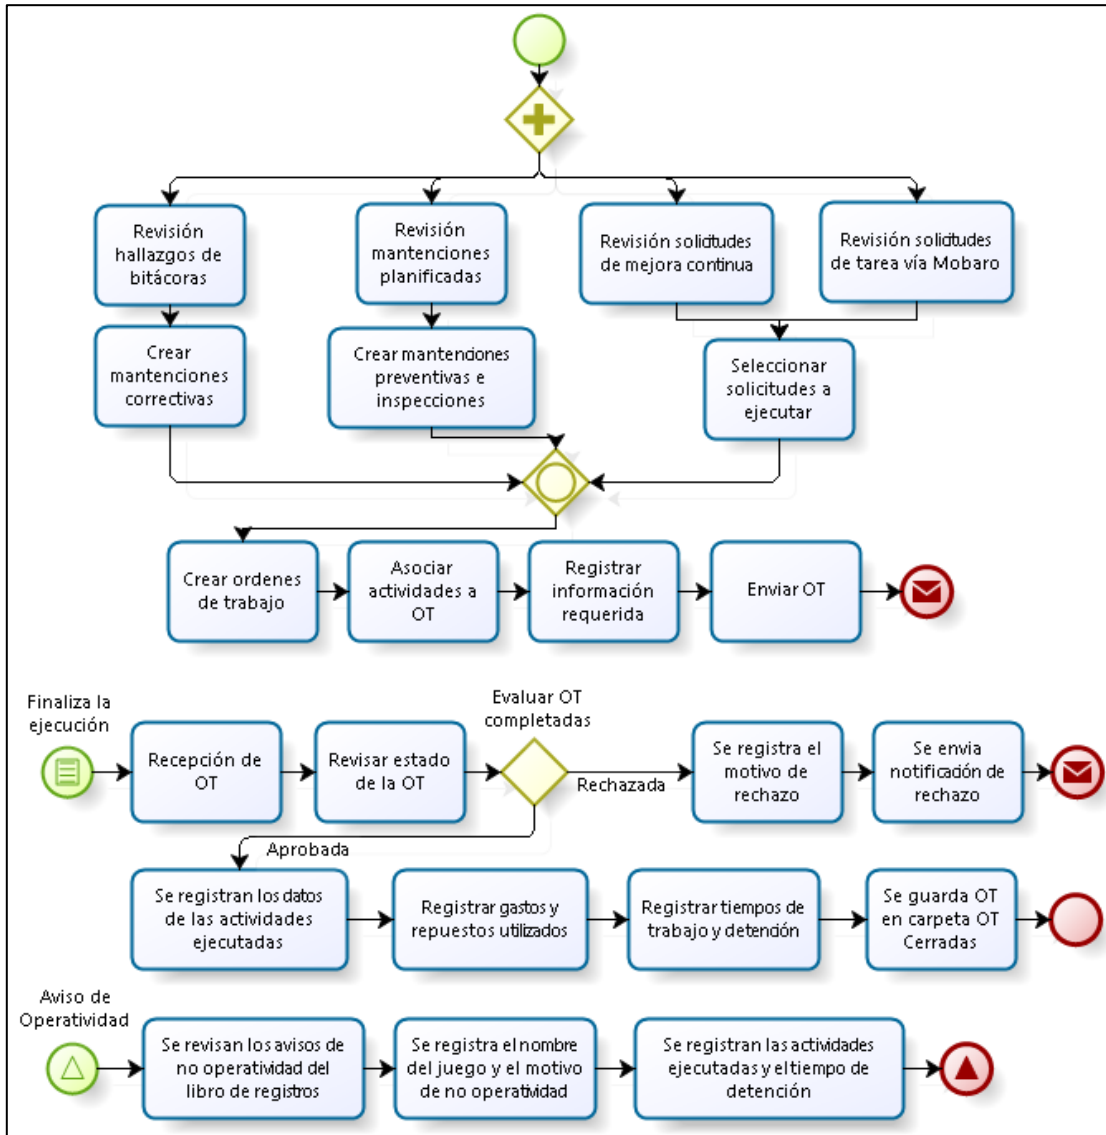 Revisión
hallazgos de
bitácoras
Revisión
mantenciones
planificadas
Revisión solicitudes
de mejora continua
Revisión solicitudes
de tarea vía Mobaro
Crear
mantenciones
correctivas
Crear mantenciones
preventivas e
inspecciones
Seleccionar
solicitudes a
ejecutar
Crear ordenes
de trabajo
Asociar
actividades a
OT
Registrar
información
requerida
Enviar OT
Finaliza la
ejecución
Recepción de
OT
Revisar estado
de la OT
Evaluar OT
completadas
Rechazada
Se registra el
motivo de
rechazo
Se envia
notificación de
rechazo
Aprobada
Se registran los datos
de las actividades
ejecutadas
Registrar gastos y
repuestos utilizados
Registrar tiempos de
trabajo y detención
Se guarda OT
en carpeta OT
Cerradas
Aviso de
Operatividad
Se revisan los avisos de
no operatividad del
libro de registros
Se registra el nombre
del juego y el motivo
de no operatividad
Se registran las actividades
ejecutadas y el tiempo de
detención